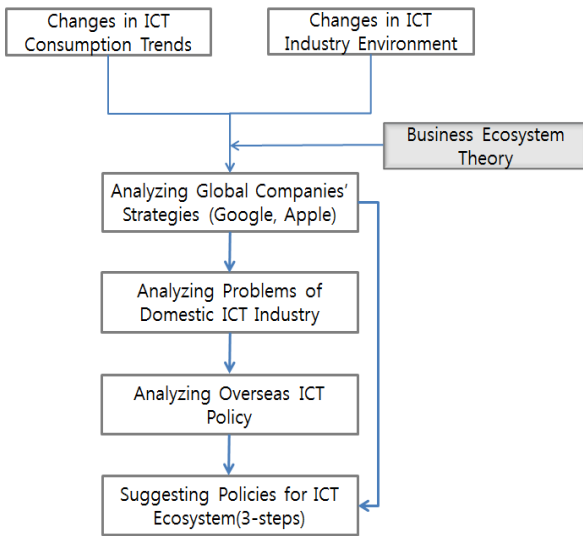 Changes in ICT
Consumption Trends
Changes in ICT
Industry Environment
Business Ecosystem
Theory
Analyzing Global Companies'
Strategies (Google, Apple)
Analyzing Problems of
Domestic ICT Industry
Analyzing Overseas ICT
Policy
Suggesting Policies for ICT
Ecosystem(3-steps)